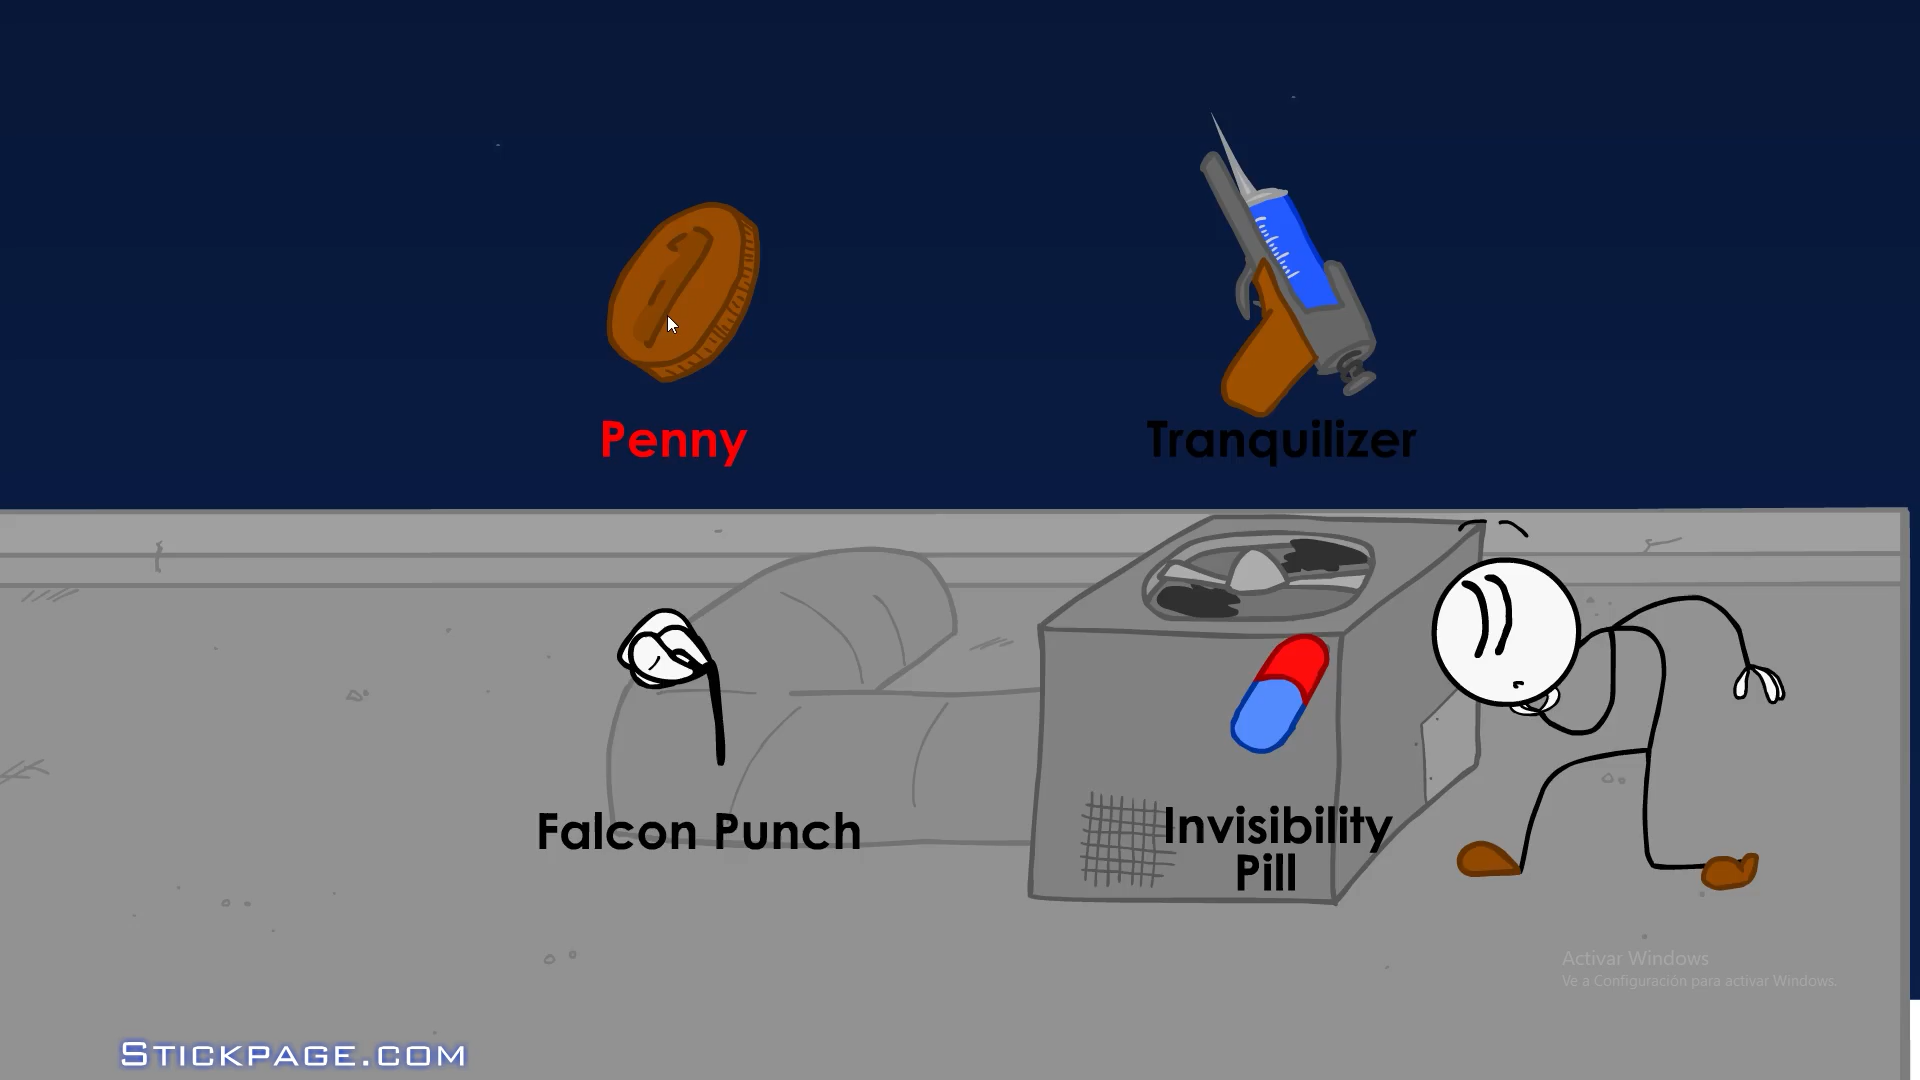 Penny
Tranquilizer
Falcon Punch
Invisibility
Pill
Activar Windows
Ve a Configuración para activar Windows.
STICKPAGE.COM